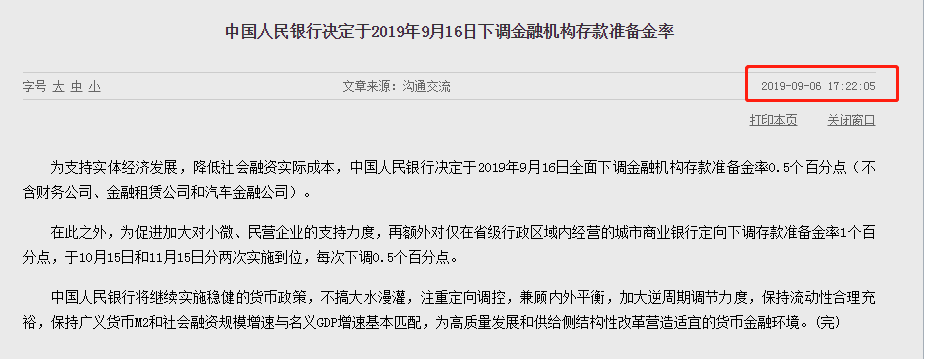 中国人民银行决定于2019年9月16日下调金融机构存款准备金率
字号 大 中 小 文章来源：沟通交流 2019-09-06 17:22:05
打印本页 关闭窗口
为支持实体经济发展，降低社会融资实际成本，中国人民银行决定于2019年9月16日全面下调金融机构存款准备金率0.5个百分点（不
含财务公司、金融租赁公司和汽车金融公司）。
在此之外，为促进加大对小微、民营企业的支持力度，再额外对仅在省级行政区域内经营的城市商业银行定向下调存款准备金率1个百
分点，于10月15日和11月15日分两次实施到位，每次下调0.5个百分点。
中国人民银行将继续实施稳健的货币政策，不搞大水漫灌，注重定向调控，兼顾内外平衡，加大逆周期调节力度，保持流动性合理充
裕，保持广义货币M2和社会融资规模增速与名义GDP增速基本匹配，为高质量发展和供给侧结构性改革营造适宜的货币金融环境。(完)